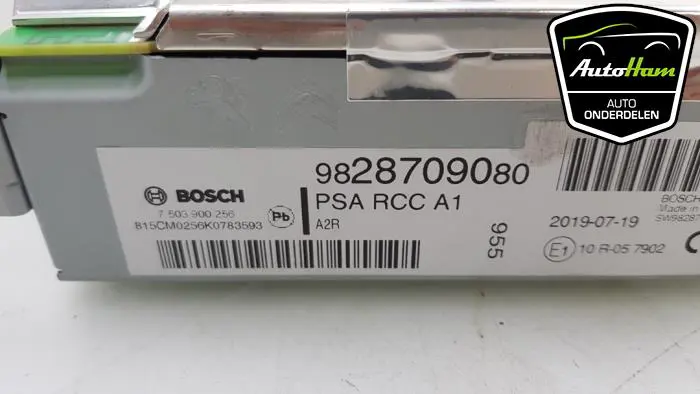 AutoHam
AUTO
ONDERDELEN
9828709080
BOSCH
PSA RCC A1
7 503 900 256
Pb
A2R
815CM0256K0783593
955
BOSCH
Made in
2019-07-19
SW98287
E1
10 R-05 7902